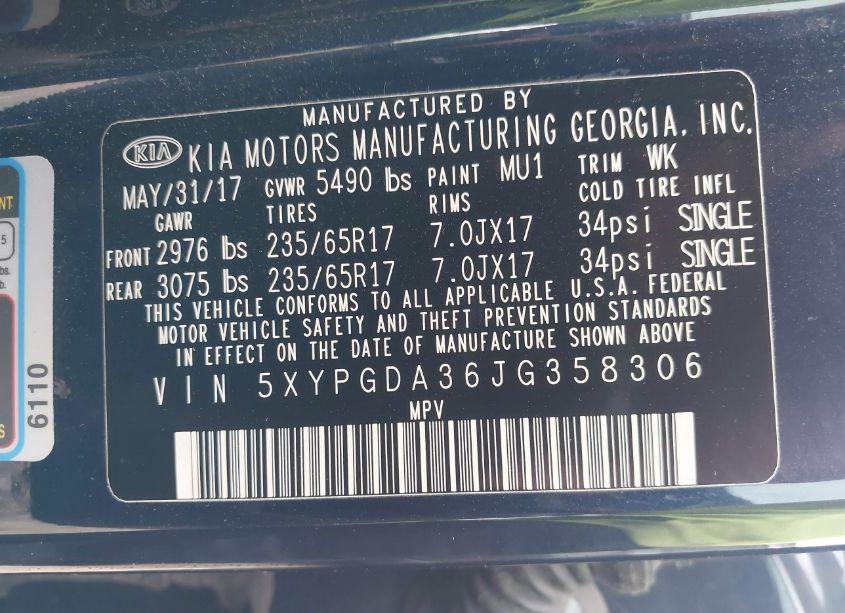 MANUFACTURED BY
KIA KIA MOTORS MANUFACTURING GEORGIA, INC.
MAY/31/17 GVWR 5490 lbs PAINT MU1 TRIM WK
GAWR TIRES RIMS COLD TIRE INFL
FRONT 2976 lbs 235/65R17 7.0JX17 34psi SINGLE
REAR 3075 lbs 235/65R17 7.0JX17 34psi SINGLE
THIS VEHICLE CONFORMS TO ALL APPLICABLE U.S.A. FEDERAL
MOTOR VEHICLE SAFETY AND THEFT PREVENTION STANDARDS
IN EFFECT ON THE DATE OF MANUFACTURE SHOWN ABOVE
VIN 5XYPGDA36JG358306
MPV
6110